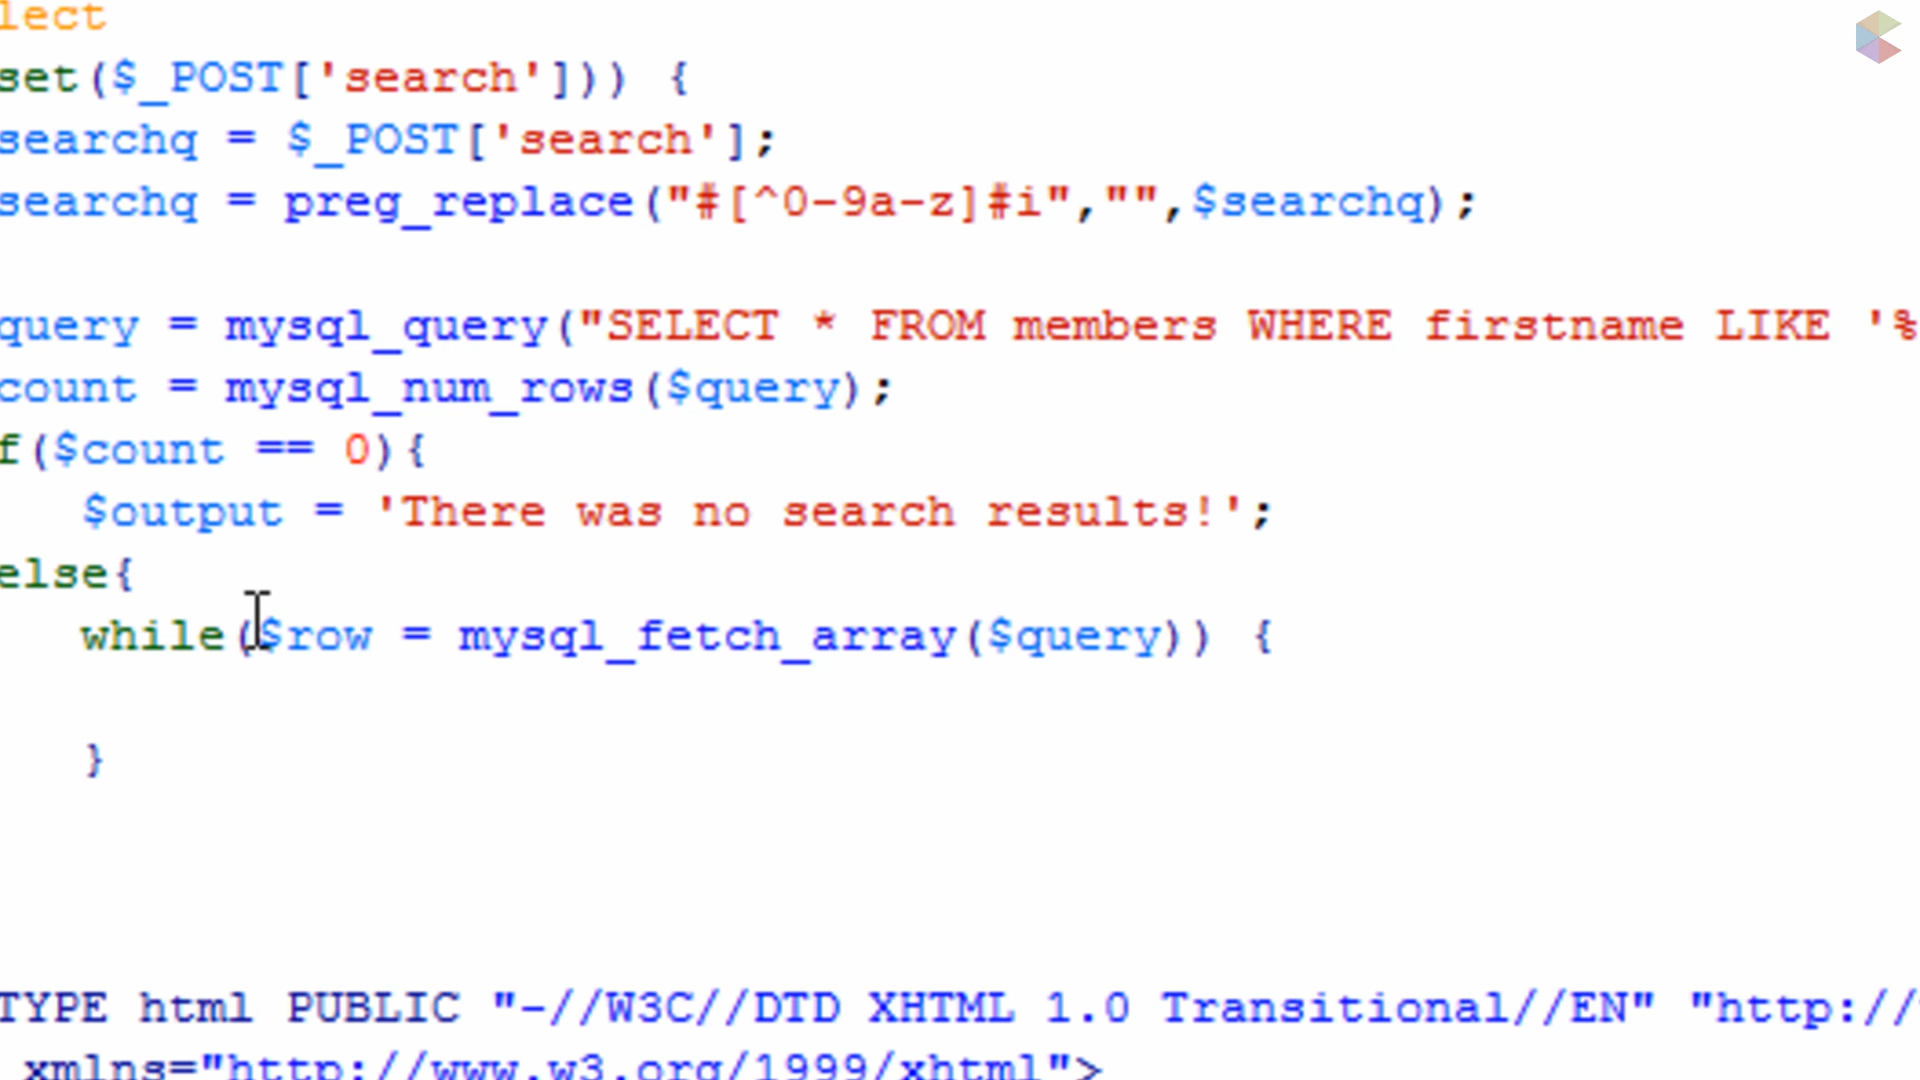 lect
set($_POST['search'])) {
searchq = $_POST['search'];
searchq = preg_replace("#[^0-9a-z]#i","",$searchq);
query = mysql_query("SELECT * FROM members WHERE firstname LIKE '%
count = mysql_num_rows($query);
f($count == 0){
$output = 'There was no search results!';
else{
while($row = mysql_fetch_array($query)) {
}
TYPE html PUBLIC "-//W3C//DTD XHTML 1.0 Transitional//EN" "http://
xmlns="http://www.w3.org/1999/xhtml">